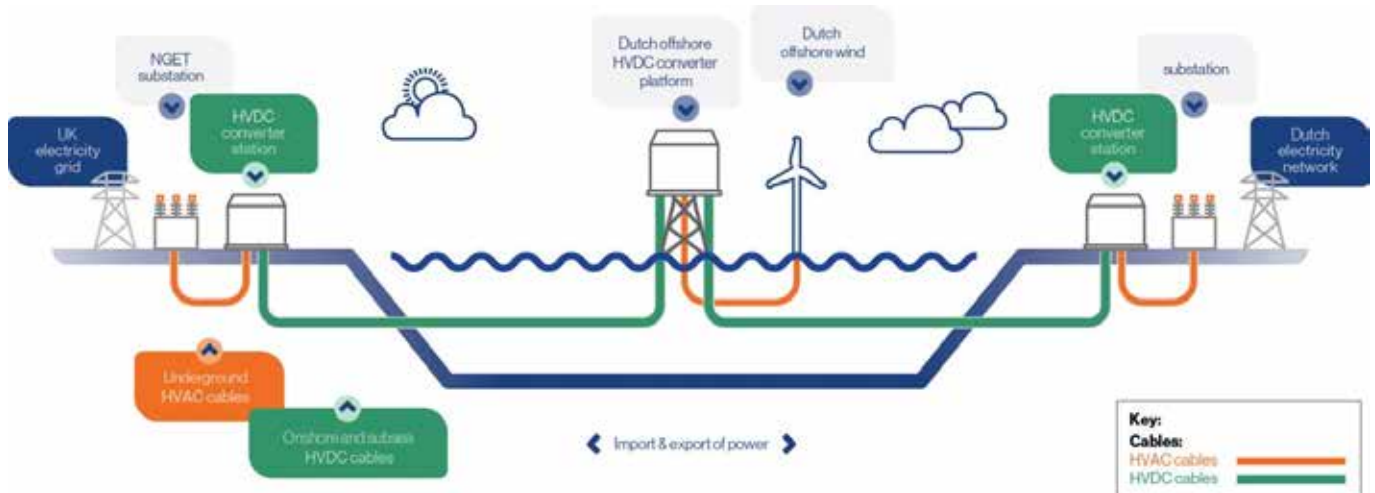 NGET
substation
HVDC
converter
station
UK
electricity
grid
Dutch offshore
HVDC converter
platform
Dutch
offshore wind
substation
HVDC
converter
station
Dutch
electricity
network
Underground
HVAC cables
Onshore and subsea
HVDC cables
Import & export of power
Key:
Cables:
HVAC cables
HVDC cables